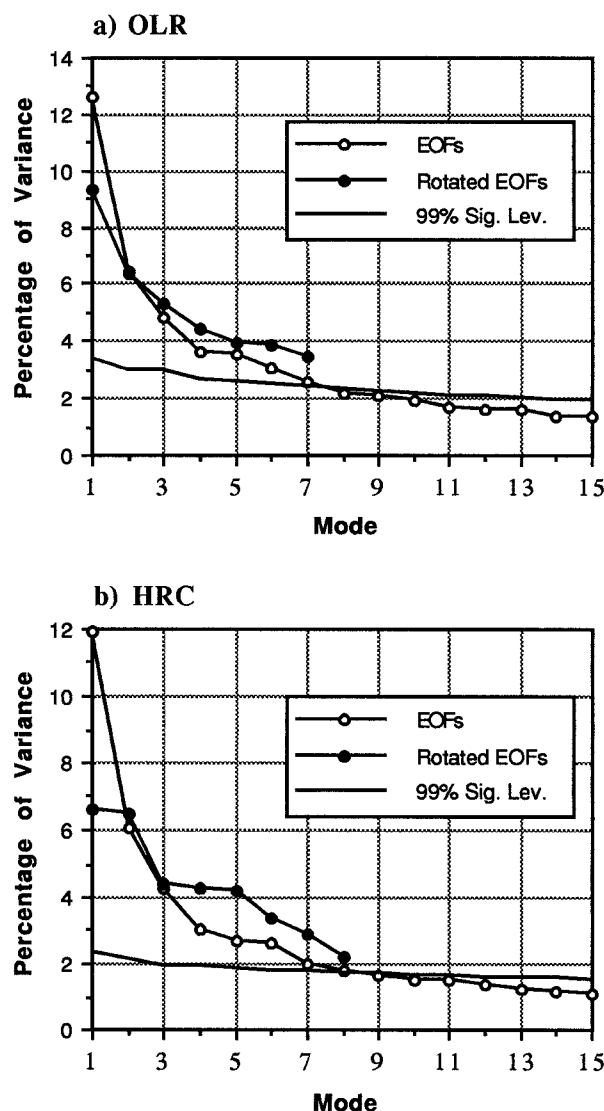 a) OLR
Percentage of Variance
14
12
10
8
6
4
2
0
EOFs
Rotated EOFs
99% Sig. Lev.
1 3 5 7 9 11 13 15
Mode
b) HRC
Percentage of Variance
12
10
8
6
4
2
0
EOFs
Rotated EOFs
99% Sig. Lev.
1 3 5 7 9 11 13 15
Mode